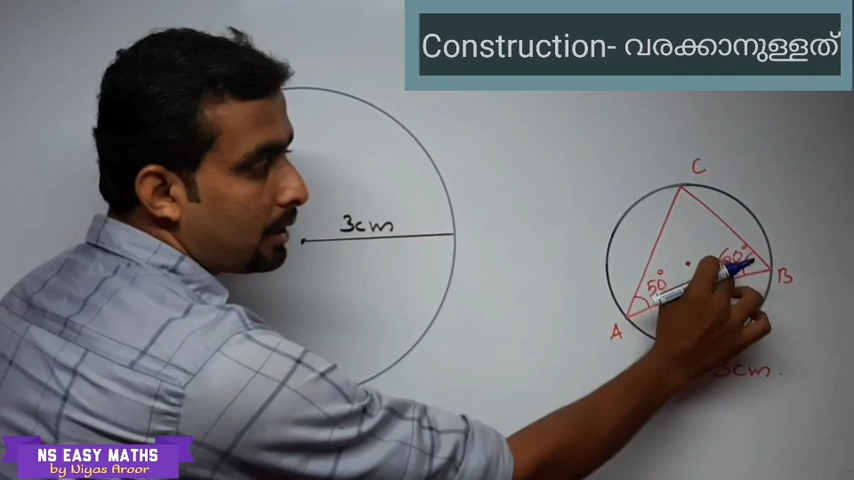 Construction- വരക്കാനുള്ളത്
C
3cm
60°
B
50°
A
3cm.
NS EASY MATHS
by Niyas Aroor